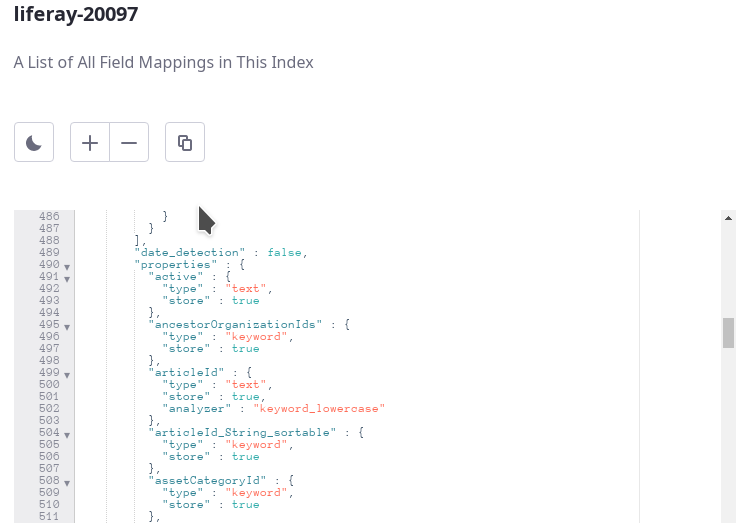 liferay-20097
A List of All Field Mappings in This Index
486 }
487 }
488 ],
489 "date_detection" : false,
490 "properties" : {
491 "active" : {
492 "type" : "text",
493 "store" : true
494 },
495 "ancestorOrganizationIds" : {
496 "type" : "keyword",
497 "store" : true
498 },
499 "articleId" : {
500 "type" : "text",
501 "store" : true,
502 "analyzer" : "keyword_lowercase"
503 },
504 "articleId_String_sortable" : {
505 "type" : "keyword",
506 "store" : true
507 },
508 "assetCategoryId" : {
509 "type" : "keyword",
510 "store" : true
511 },